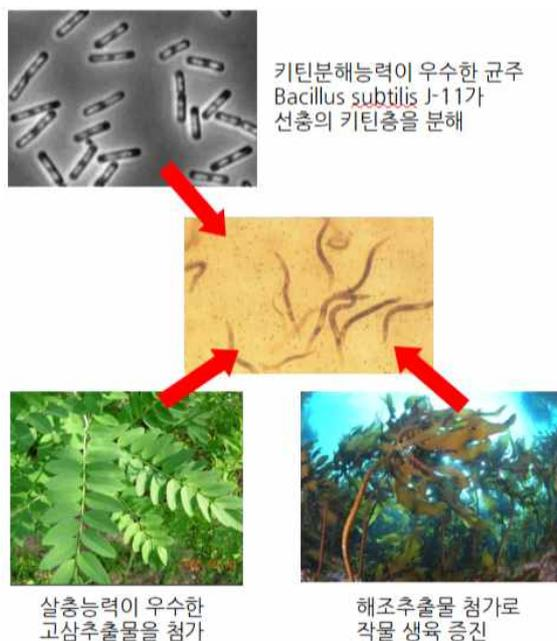 키틴분해능력이 우수한 균주
Bacillus subtilis J-11가
선충의 키틴층을 분해
살충능력이 우수한
고삼추출물을 첨가
해조추출물 첨가로
작물 생육 증진